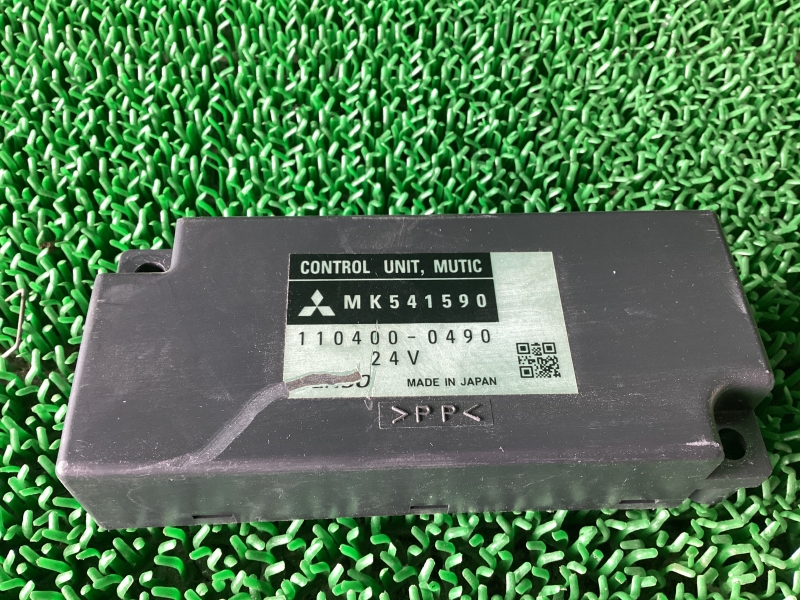 CONTROL UNIT, MUTIC
MK541590
110400-0490
24V
MADE IN JAPAN
>PP<